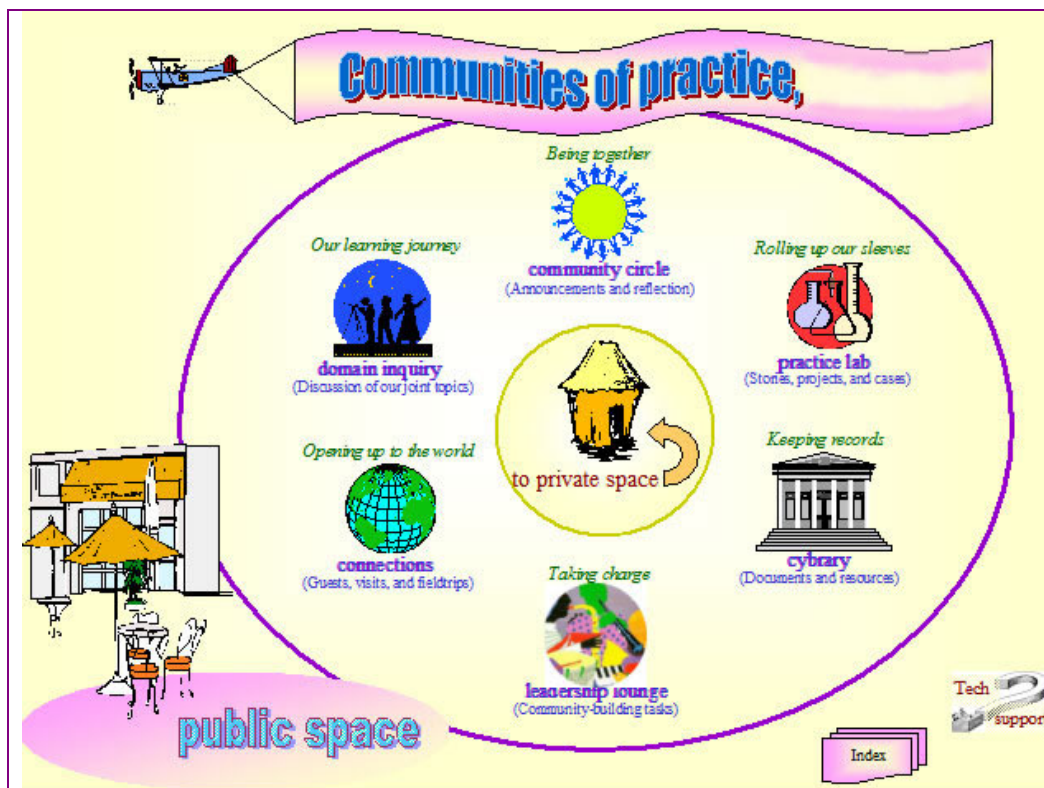 Communities of practice,
Being together
community circle
(Announcements and reflection)
Our learning journey
domain inquiry
(Discussion of our joint topics)
Rolling up our sleeves
practice lab
(Stories, projects, and cases)
Opening up to the world
connections
(Guests, visits, and fieldtrips)
to private space
Keeping records
cybrary
(Documents and resources)
Taking charge
leadership lounge
(Community-building tasks)
public space
Tech
support
Index